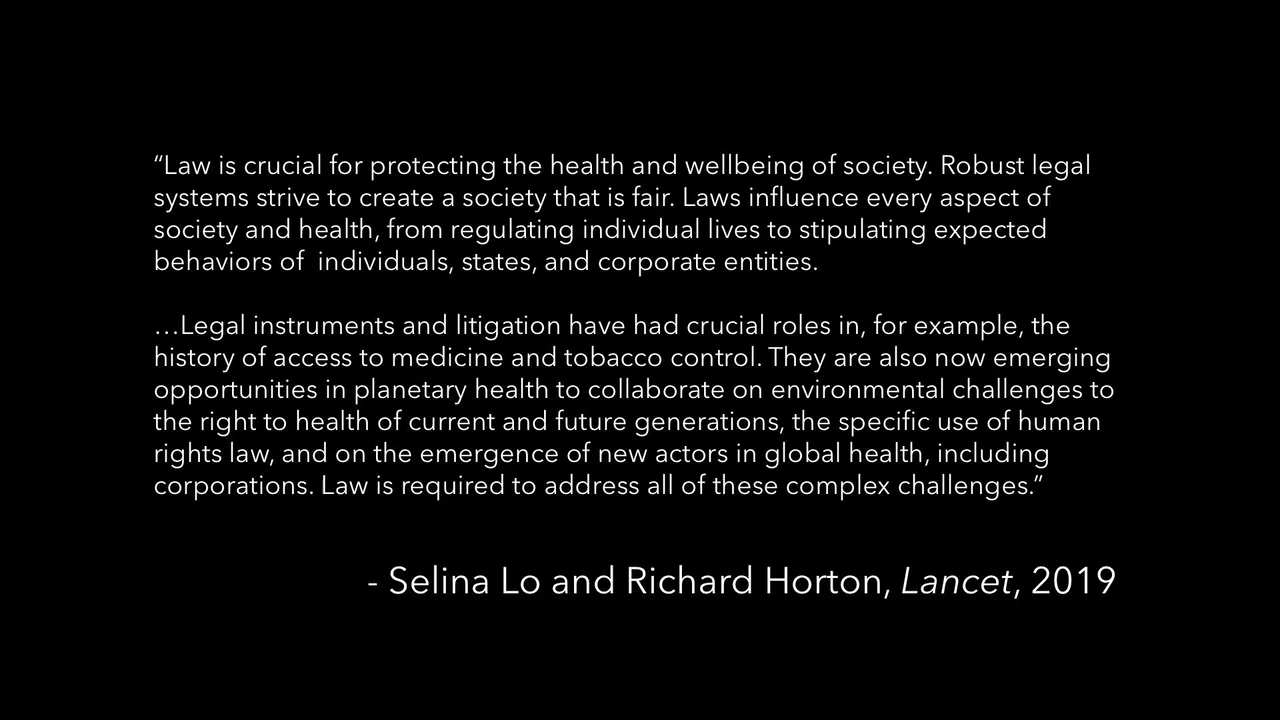 “Law is crucial for protecting the health and wellbeing of society. Robust legal
systems strive to create a society that is fair. Laws influence every aspect of
society and health, from regulating individual lives to stipulating expected
behaviors of  individuals, states, and corporate entities.
…Legal instruments and litigation have had crucial roles in, for example, the
history of access to medicine and tobacco control. They are also now emerging
opportunities in planetary health to collaborate on environmental challenges to
the right to health of current and future generations, the specific use of human
rights law, and on the emergence of new actors in global health, including
corporations. Law is required to address all of these complex challenges.”
- Selina Lo and Richard Horton, Lancet, 2019